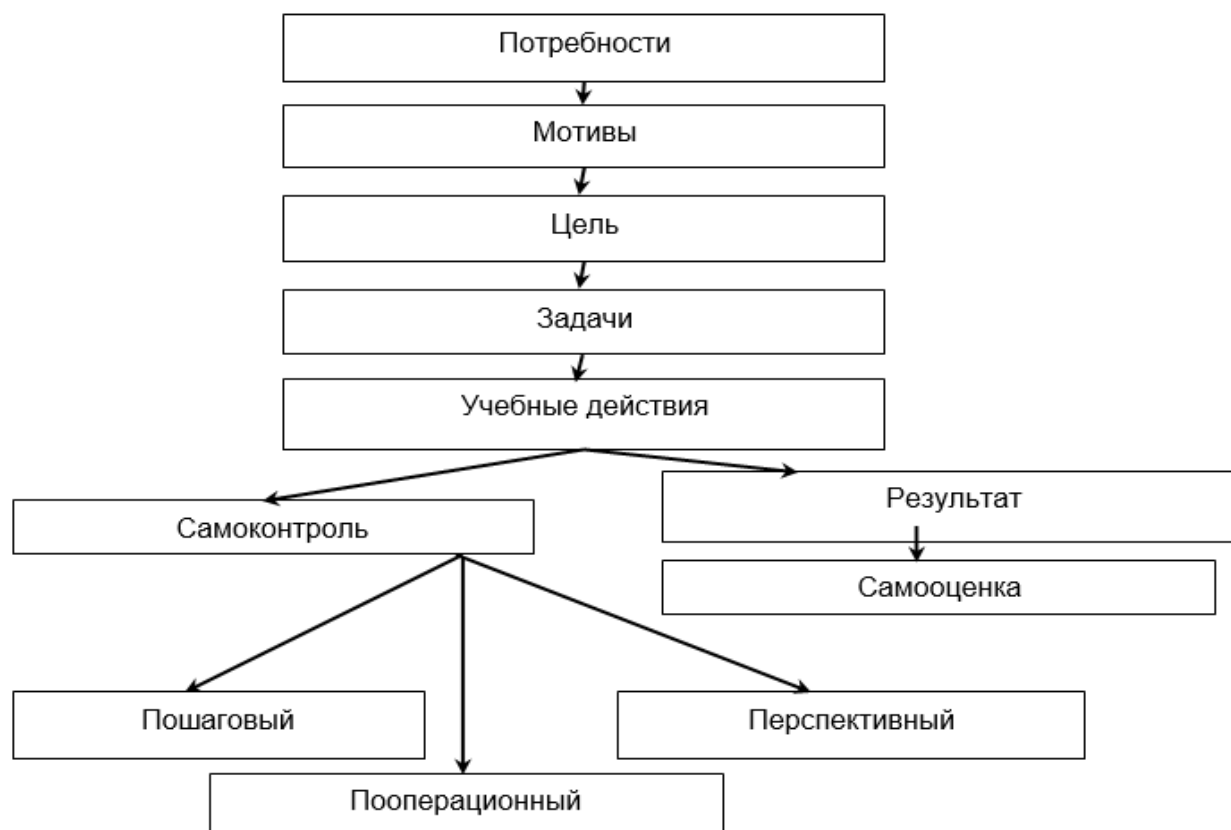 Потребности
Мотивы
Цель
Задачи
Учебные действия
Результат
Самоконтроль
Самооценка
Пошаговый
Перспективный
Пооперационный